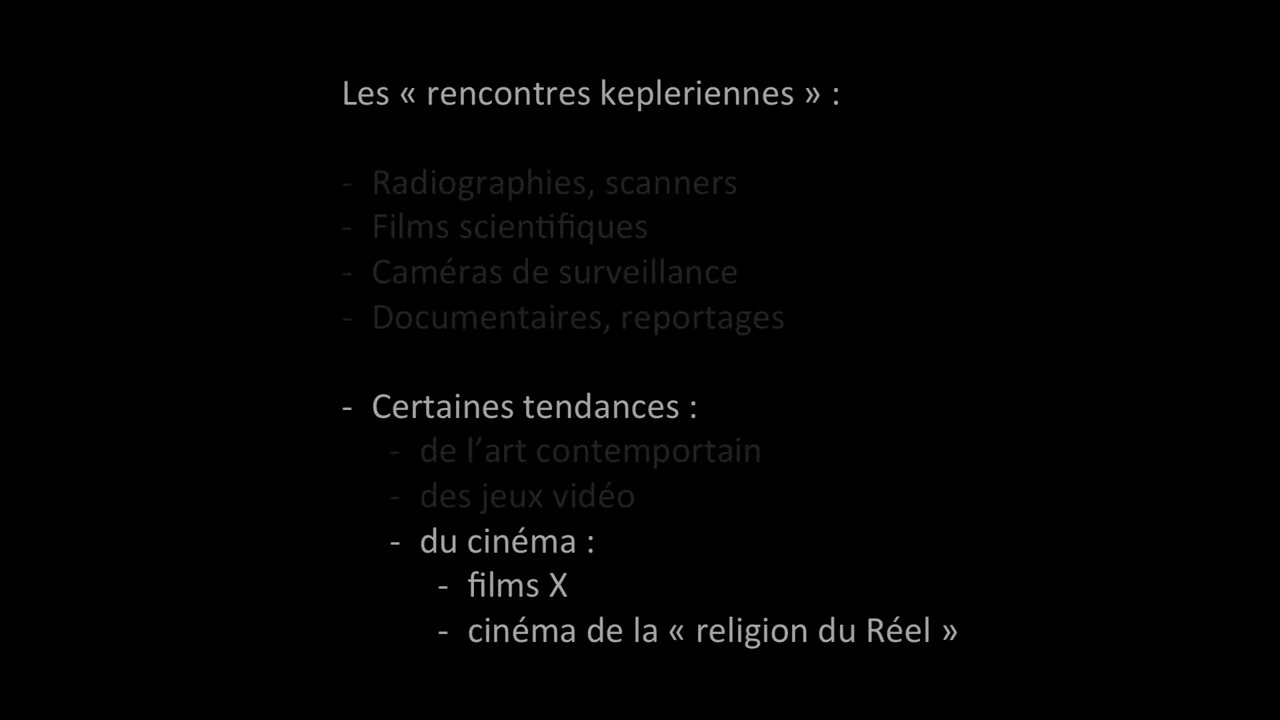 Les « rencontres kepleriennes » :
- Radiographies, scanners
- Films scientifiques
- Caméras de surveillance
- Documentaires, reportages
- Certaines tendances :
- de l’art contemportain
- des jeux vidéo
- du cinéma :
- films X
- cinéma de la « religion du Réel »